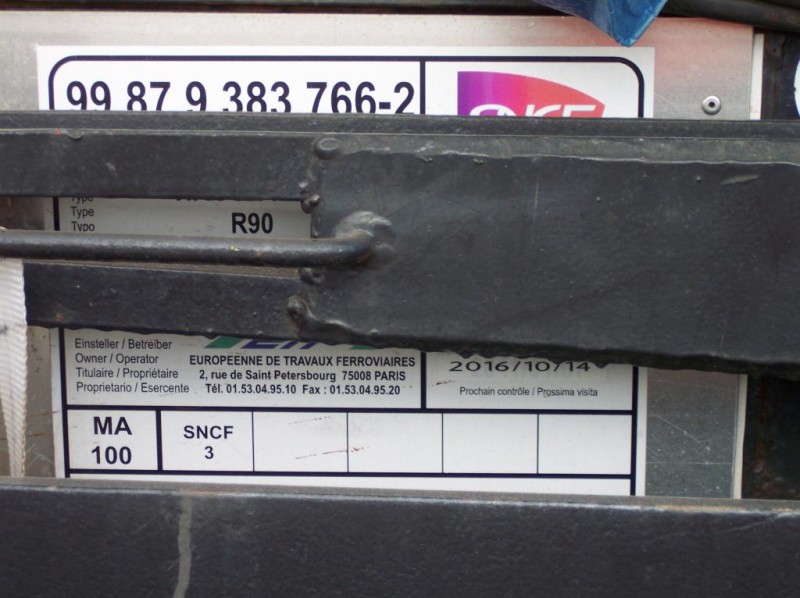 99 87 9 383 766-2
SNCF
Type
Type
Typo
R90
Einsteller / Betreiber
Owner / Operator
Titulaire / Propriétaire
Proprietario / Esercente
EUROPEENNE DE TRAVAUX FERROVIAIRES
2, rue de Saint Petersbourg 75008 PARIS
Tél. 01.53.04.95.10 Fax : 01.53.04.95.20
2016/10/14
Prochain contrôle / Prossima visita
MA
100
SNCF
3